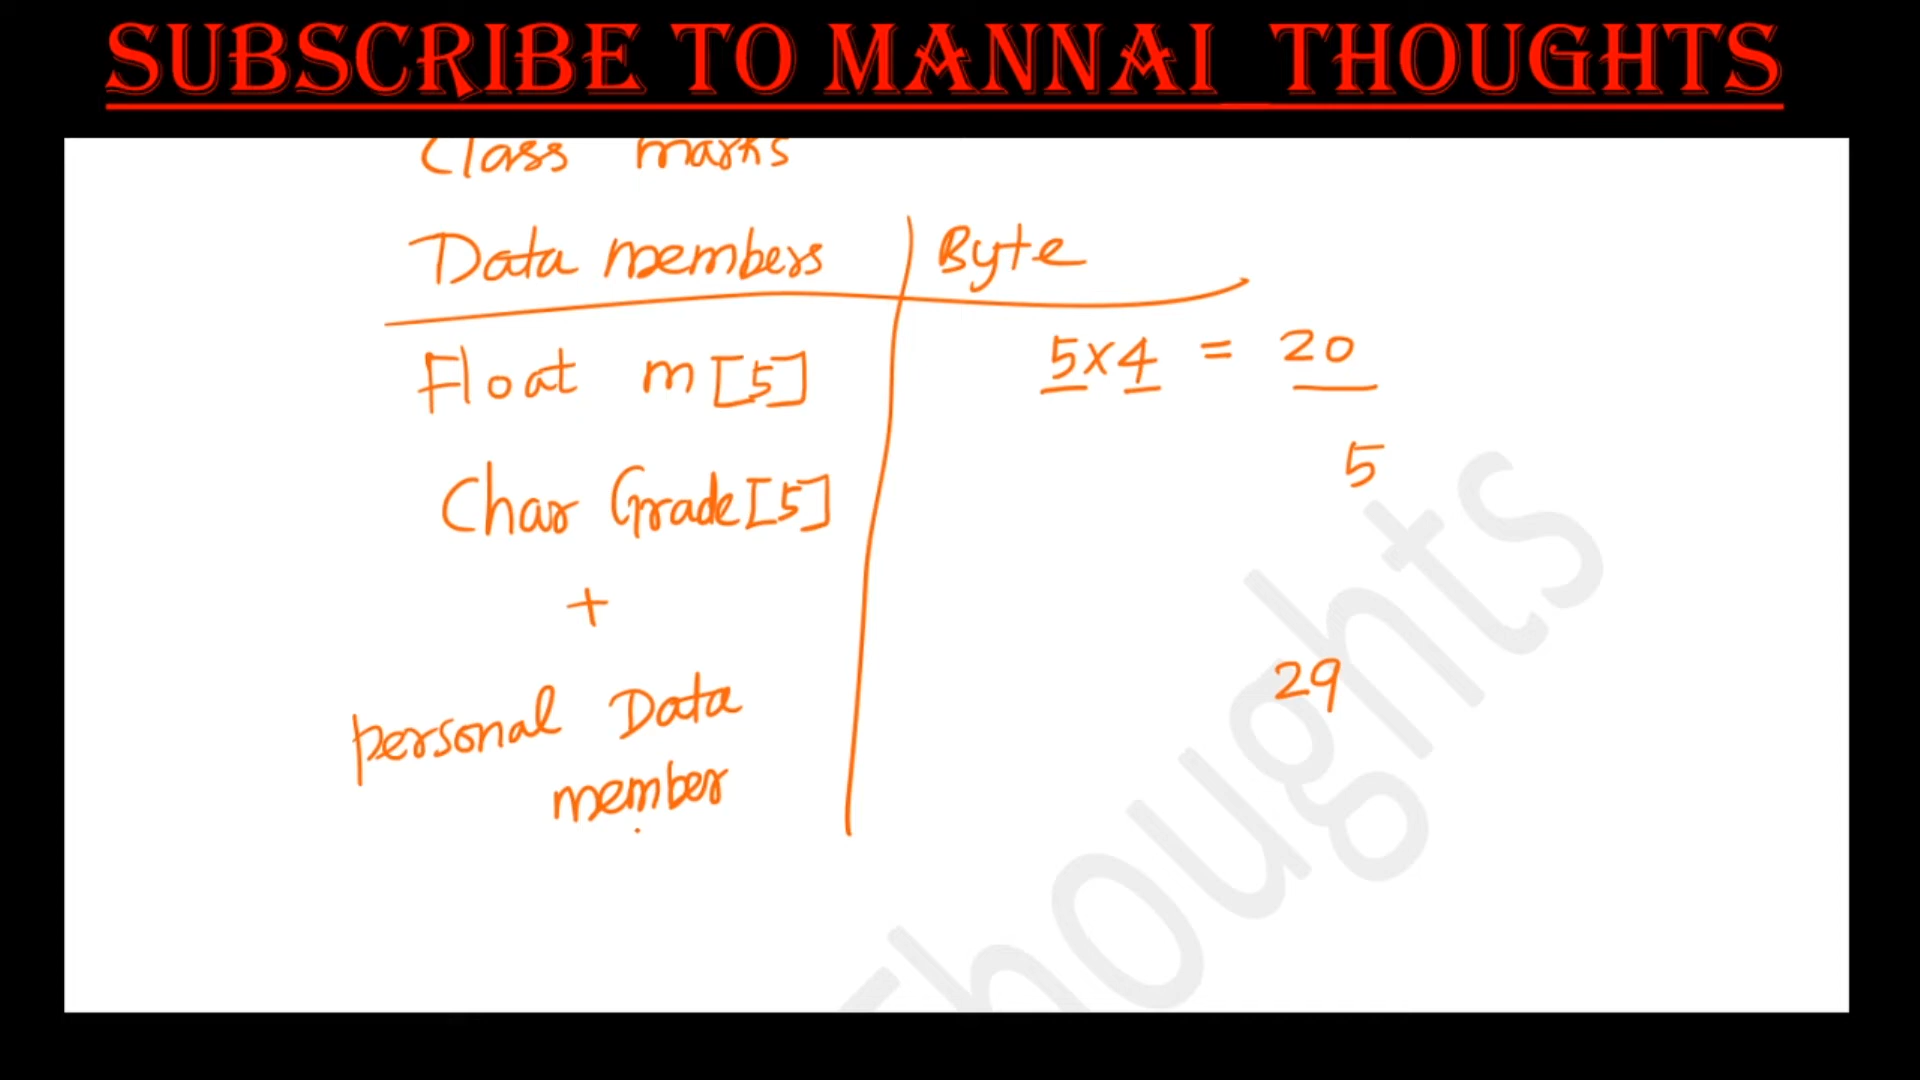 SUBSCRIBE TO MANNAI_THOUGHTS
Class marks
Data members Byte
Float m[5] 5x4 = 20
Char Grade[5] 5
+
personal Data 29
member
Thoughts